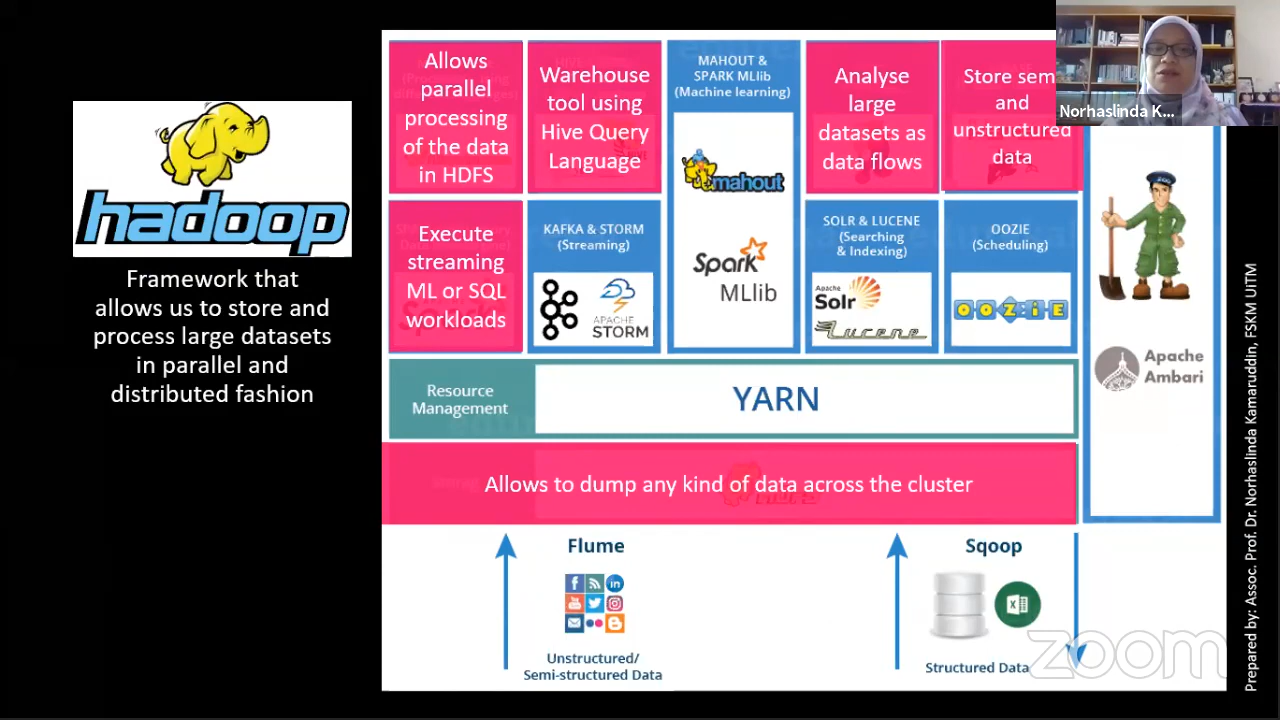 hadoop
Framework that
allows us to store and
process large datasets
in parallel and
distributed fashion
Allows
parallel
processing
of the data
in HDFS
Warehouse
tool using
Hive Query
Language
MAHOUT &
SPARK MLlib
(Machine learning)
mahout
Spark
MLlib
Analyse
large
datasets as
data flows
Store sem
and
unstructured
data
Norhaslinda K...
Execute
streaming
ML or SQL
workloads
KAFKA & STORM
(Streaming)
APACHE
STORM
SOLR & LUCENE
(Searching
& Indexing)
Apache
Solr
Lucene
OOZIE
(Scheduling)
OOZIE
Apache
Ambari
Resource
Management
YARN
Allows to dump any kind of data across the cluster
Flume
Unstructured/
Semi-structured Data
Sqoop
Structured Data
zoom
Prepared by: Assoc. Prof. Dr. Norhaslinda Kamaruddin, FSKM UiTM